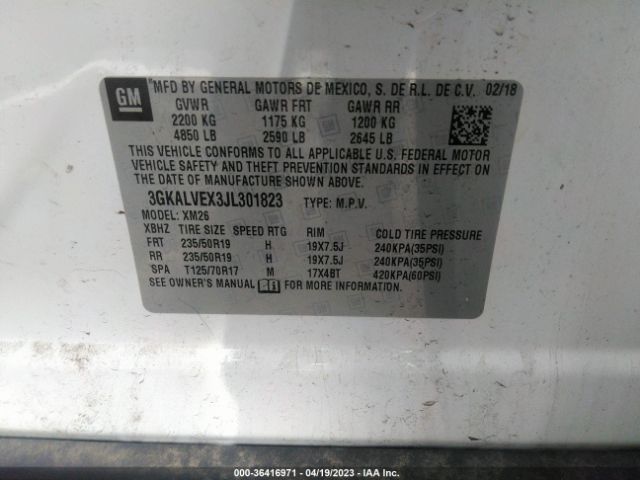 GM
MFD BY GENERAL MOTORS DE MEXICO, S. DE R.L. DE C.V. 02/18
GVWR GAWR FRT GAWR RR
2200 KG 1175 KG 1200 KG
4850 LB 2590 LB 2645 LB
THIS VEHICLE CONFORMS TO ALL APPLICABLE U.S. FEDERAL MOTOR
VEHICLE SAFETY AND THEFT PREVENTION STANDARDS IN EFFECT ON
THE DATE OF MANUFACTURE SHOWN ABOVE.
3GKALVEX3JL301823 TYPE: M.P.V.
MODEL: XM26
XBHZ TIRE SIZE SPEED RTG RIM COLD TIRE PRESSURE
FRT 235/50R19 H 19X7.5J 240KPA(35PSI)
RR 235/50R19 H 19X7.5J 240KPA(35PSI)
SPA T125/70R17 M 17X4BT 420KPA(60PSI)
SEE OWNER'S MANUAL FOR MORE INFORMATION.
000-36416971 - 04/19/2023 - IAA Inc.